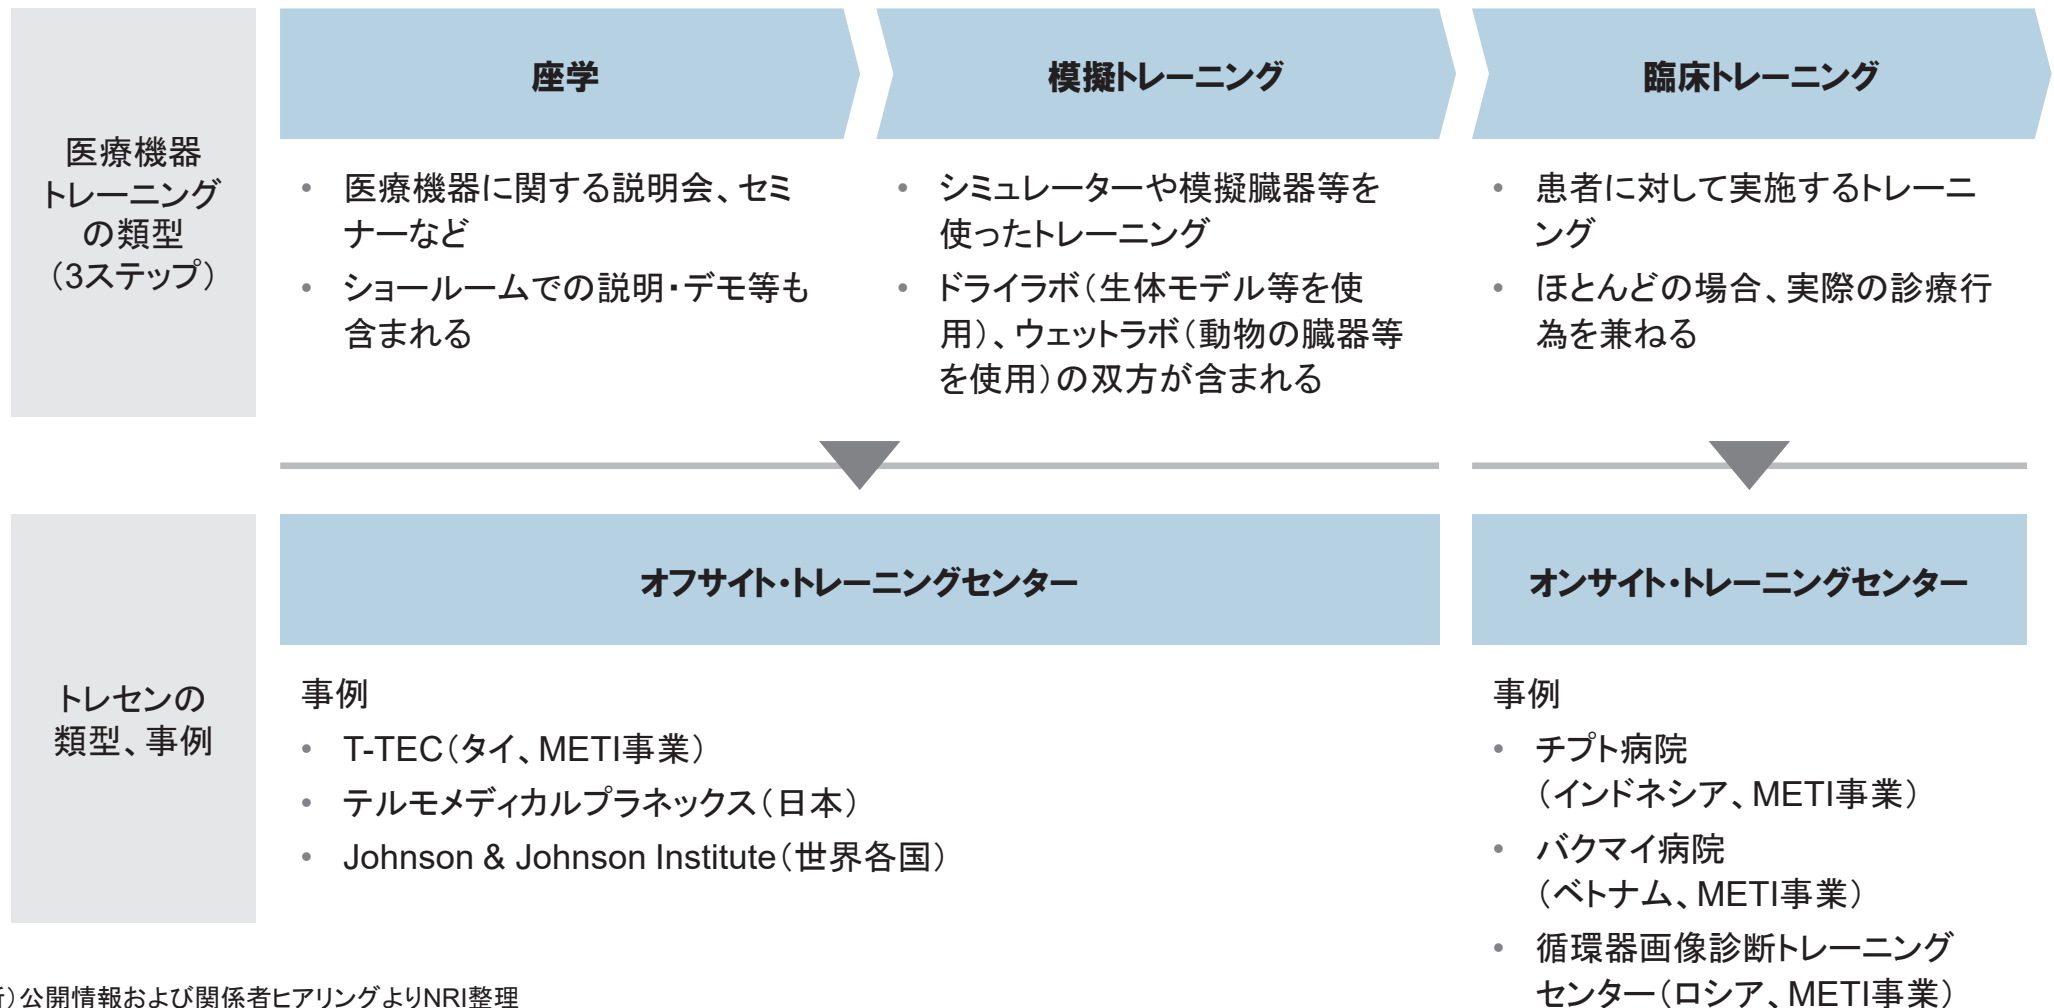 医療機器
トレーニング
の類型
（3ステップ）
座学
模擬トレーニング
臨床トレーニング
• 医療機器に関する説明会、セミ
ナーなど
• ショールームでの説明・デモ等も
含まれる
• シミュレーターや模擬臓器等を
使ったトレーニング
• ドライラボ（生体モデル等を使
用）、ウェットラボ（動物の臓器等
を使用）の双方が含まれる
• 患者に対して実施するトレーニ
ング
• ほとんどの場合、実際の診療行
為を兼ねる
トレセンの
類型、事例
オフサイト・トレーニングセンター
オンサイト・トレーニングセンター
事例
• T-TEC（タイ、METI事業）
• テルモメディカルプラネックス（日本）
• Johnson & Johnson Institute（世界各国）
事例
• チプト病院
（インドネシア、METI事業）
• バクマイ病院
（ベトナム、METI事業）
• 循環器画像診断トレーニング
センター（ロシア、METI事業）
）公開情報および関係者ヒアリングよりNRI整理